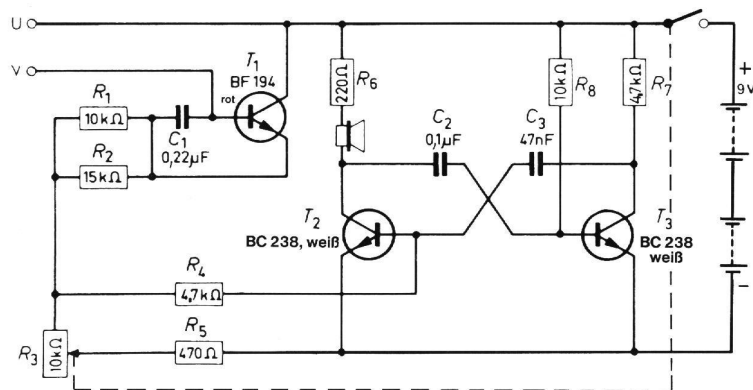 U
V
T1
BF 194
rot
R1
10kΩ
C1
0,22µF
R2
15kΩ
R6
220Ω
C2
0,1µF
C3
47nF
10kΩ
R8
4,7kΩ
R7
+
9V
T2
BC 238, weiß
T3
BC 238
weiß
R4
4,7kΩ
R3
10kΩ
R5
470Ω
−